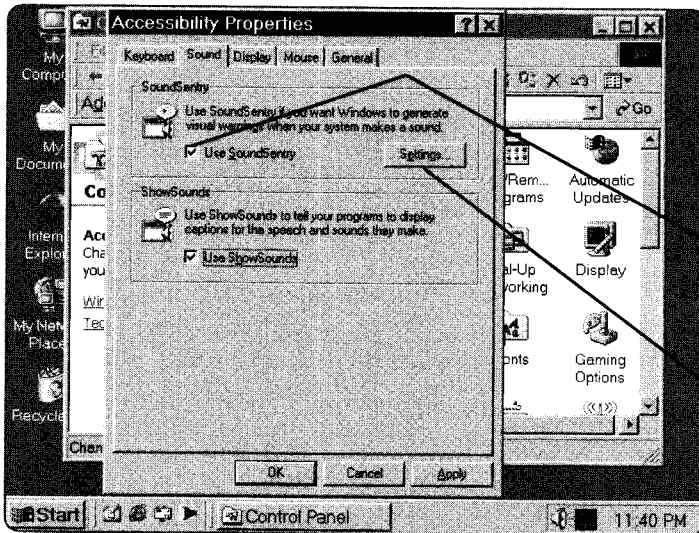 Accessibility Properties
? X
Keyboard Sound Display Mouse General
SoundSentry
Use SoundSentry if you want Windows to generate
visual warnings when your system makes a sound.
Use SoundSentry
Settings...
ShowSounds
Use ShowSounds to tell your programs to display
captions for the speech and sounds they make.
Use ShowSounds
OK Cancel Apply
My
Compu
My
Docum
Intern
Explor
My Netw
Place
Recycle
Ad
Co
Acc
Cha
you
Win
Tec
Chan
Go
/Rem...
grams
Automatic
Updates
al-Up
working
Display
onts
Gaming
Options
Start
Control Panel
11:40 PM